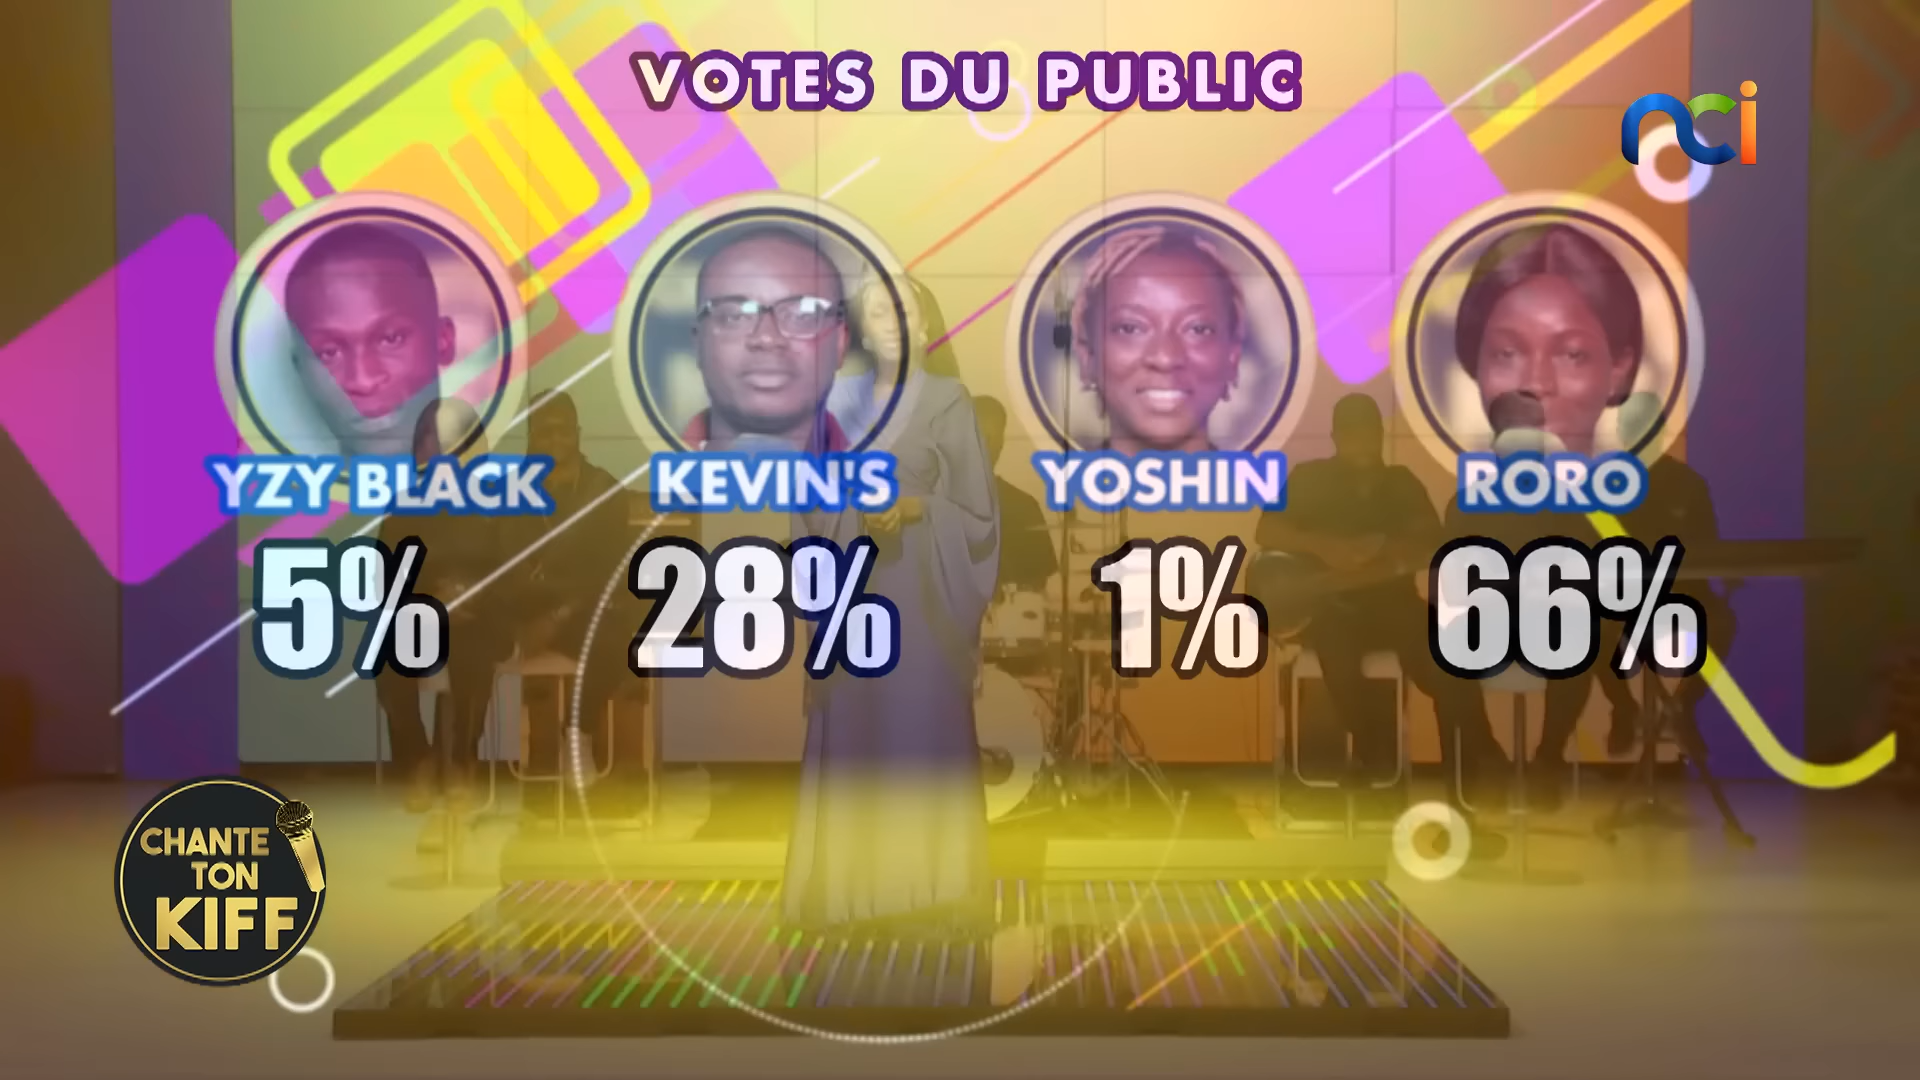 VOTES DU PUBLIC
nci
YZY BLACK
KEVIN'S
YOSHIN
RORO
5%
28%
1%
66%
CHANTE
TON
KIFF